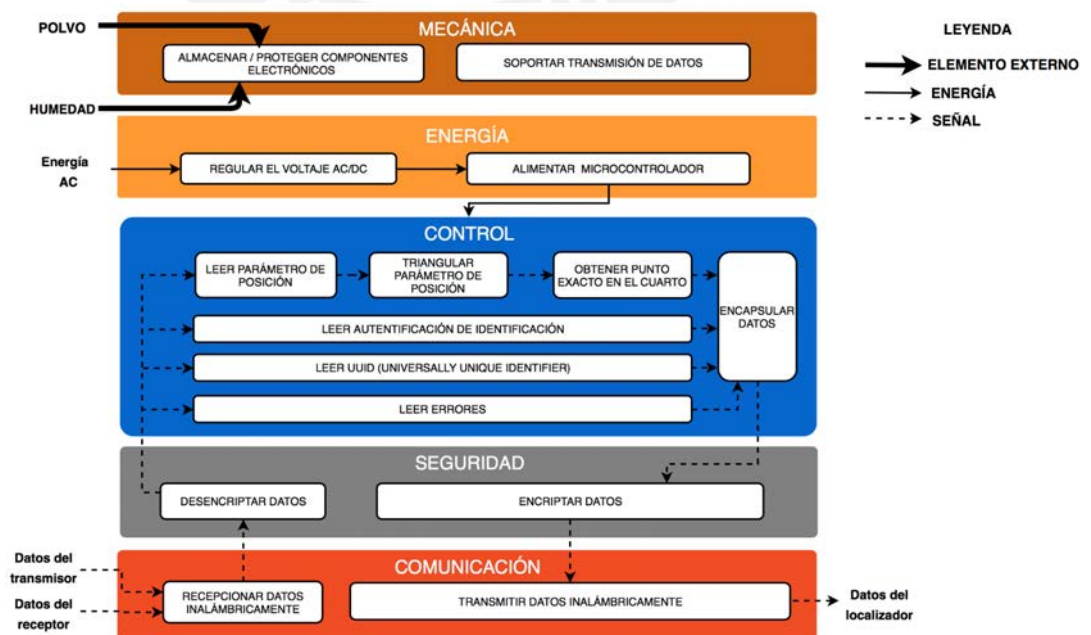 POLVO
MECÁNICA
ALMACENAR / PROTEGER COMPONENTES
ELECTRÓNICOS
SOPORTAR TRANSMISIÓN DE DATOS
HUMEDAD
LEYENDA
ELEMENTO EXTERNO
ENERGÍA
SEÑAL
ENERGÍA
Energía
AC
REGULAR EL VOLTAJE AC/DC
ALIMENTAR MICROCONTROLADOR
CONTROL
LEER PARÁMETRO DE
POSICIÓN
TRIANGULAR
PARÁMETRO DE
POSICIÓN
OBTENER PUNTO
EXACTO EN EL CUARTO
ENCAPSULAR
DATOS
LEER AUTENTIFICACIÓN DE IDENTIFICACIÓN
LEER UUID (UNIVERSALLY UNIQUE IDENTIFIER)
LEER ERRORES
SEGURIDAD
DESENCRIPTAR DATOS
ENCRIPTAR DATOS
COMUNICACIÓN
Datos del
transmisor
Datos del
receptor
RECEPCIONAR DATOS
INALÁMBRICAMENTE
TRANSMITIR DATOS INALÁMBRICAMENTE
Datos del
localizador